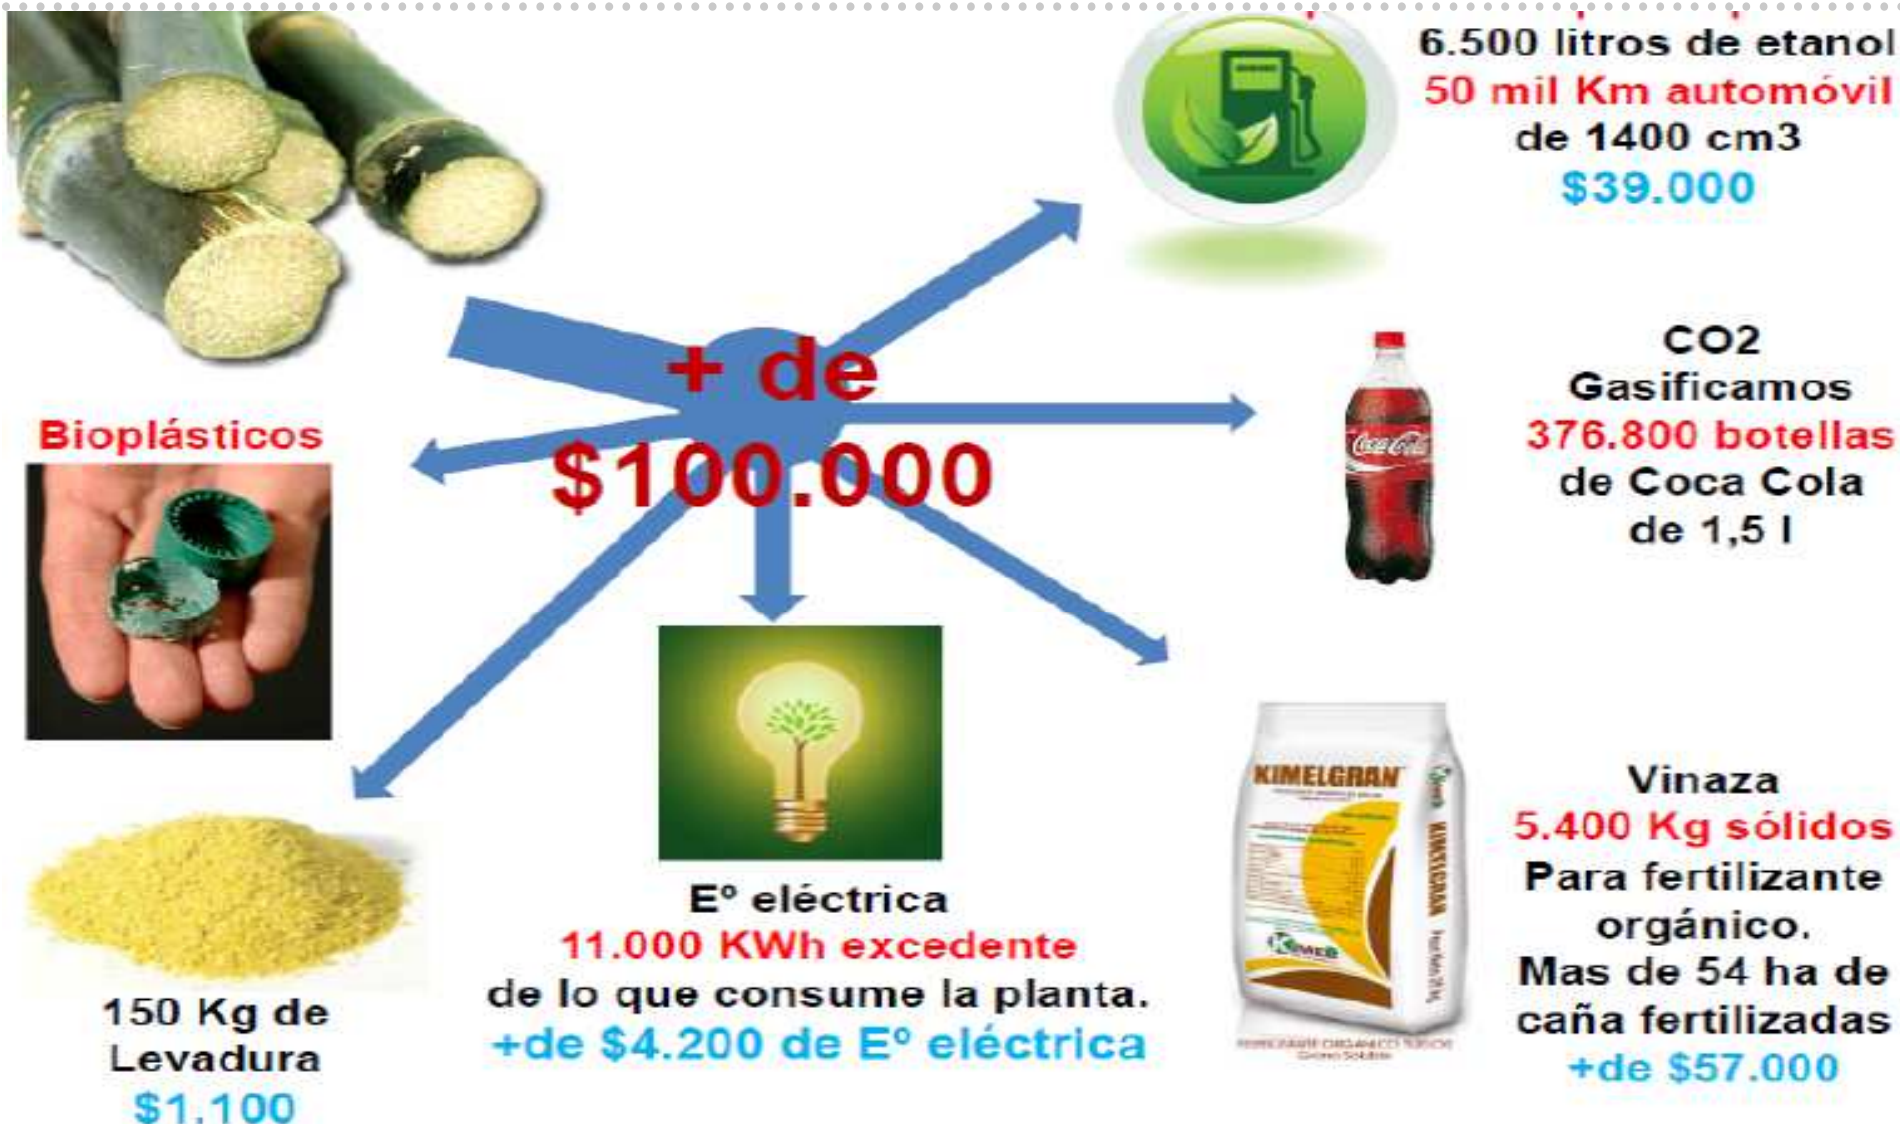 6.500 litros de etanol
50 mil Km automóvil
de 1400 cm3
$39.000
+ de
$100.000
CO2
Gasificamos
376.800 botellas
de Coca Cola
de 1,5 l
Coca-Cola
Bioplásticos
150 Kg de
Levadura
$1.100
Eº eléctrica
11.000 KWh excedente
de lo que consume la planta.
+de $4.200 de Eº eléctrica
KIMELGRAN
KIMELGRAN
Vinaza
5.400 Kg sólidos
Para fertilizante
orgánico.
Mas de 54 ha de
caña fertilizadas
+de $57.000